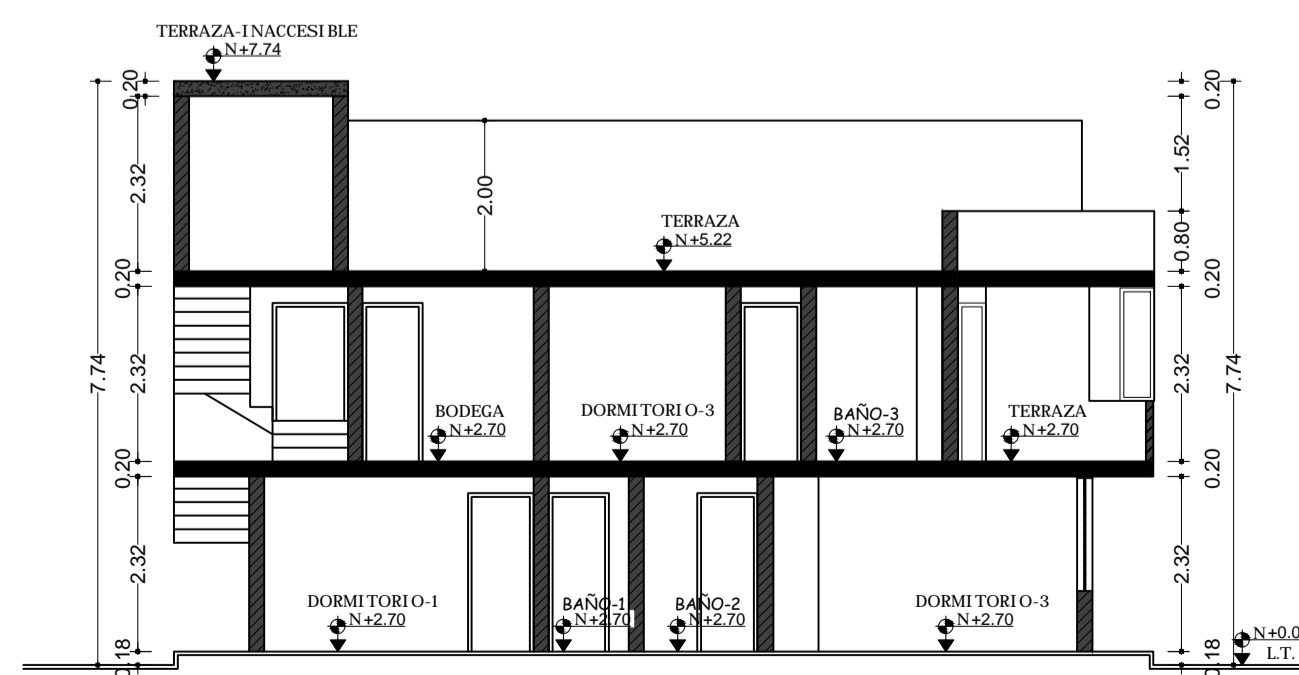 TERRAZA-INACCESIBLE
N+7.74
0.20
0.20
2.32
1.52
2.00
TERRAZA
N+5.22
0.80
0.20
0.20
7.74
2.32
BODEGA
N+2.70
DORMITORIO-3
N+2.70
BAÑO-3
N+2.70
TERRAZA
N+2.70
2.32
7.74
0.20
0.20
2.32
DORMITORIO-1
N+2.70
BAÑO-1
N+2.70
BAÑO-2
N+2.70
DORMITORIO-3
N+2.70
2.32
0.18
0.18
N+0.0
L.T.